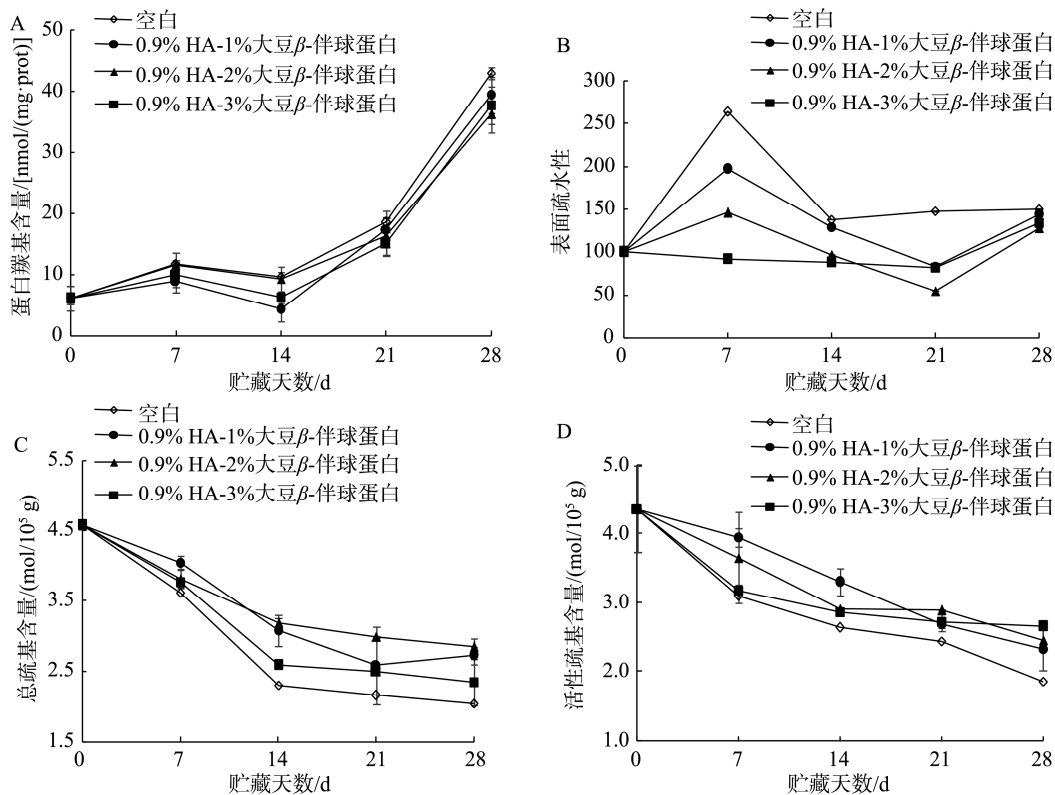 A
空白
0.9% HA-1%大豆β-伴球蛋白
0.9% HA-2%大豆β-伴球蛋白
0.9% HA-3%大豆β-伴球蛋白
蛋白羰基含量/[nmol/(mg·prot)]
50
40
30
20
10
0
0 7 14 21 28
贮藏天数/d
B
空白
0.9% HA-1%大豆β-伴球蛋白
0.9% HA-2%大豆β-伴球蛋白
0.9% HA-3%大豆β-伴球蛋白
表面疏水性
300
250
200
150
100
50
0
0 7 14 21 28
贮藏天数/d
C
空白
0.9% HA-1%大豆β-伴球蛋白
0.9% HA-2%大豆β-伴球蛋白
0.9% HA-3%大豆β-伴球蛋白
总巯基含量/(mol/10⁵ g)
5.5
4.5
3.5
2.5
1.5
0 7 14 21 28
贮藏天数/d
D
空白
0.9% HA-1%大豆β-伴球蛋白
0.9% HA-2%大豆β-伴球蛋白
0.9% HA-3%大豆β-伴球蛋白
活性巯基含量/(mol/10⁵ g)
5.0
4.0
3.0
2.0
1.0
0 7 14 21 28
贮藏天数/d